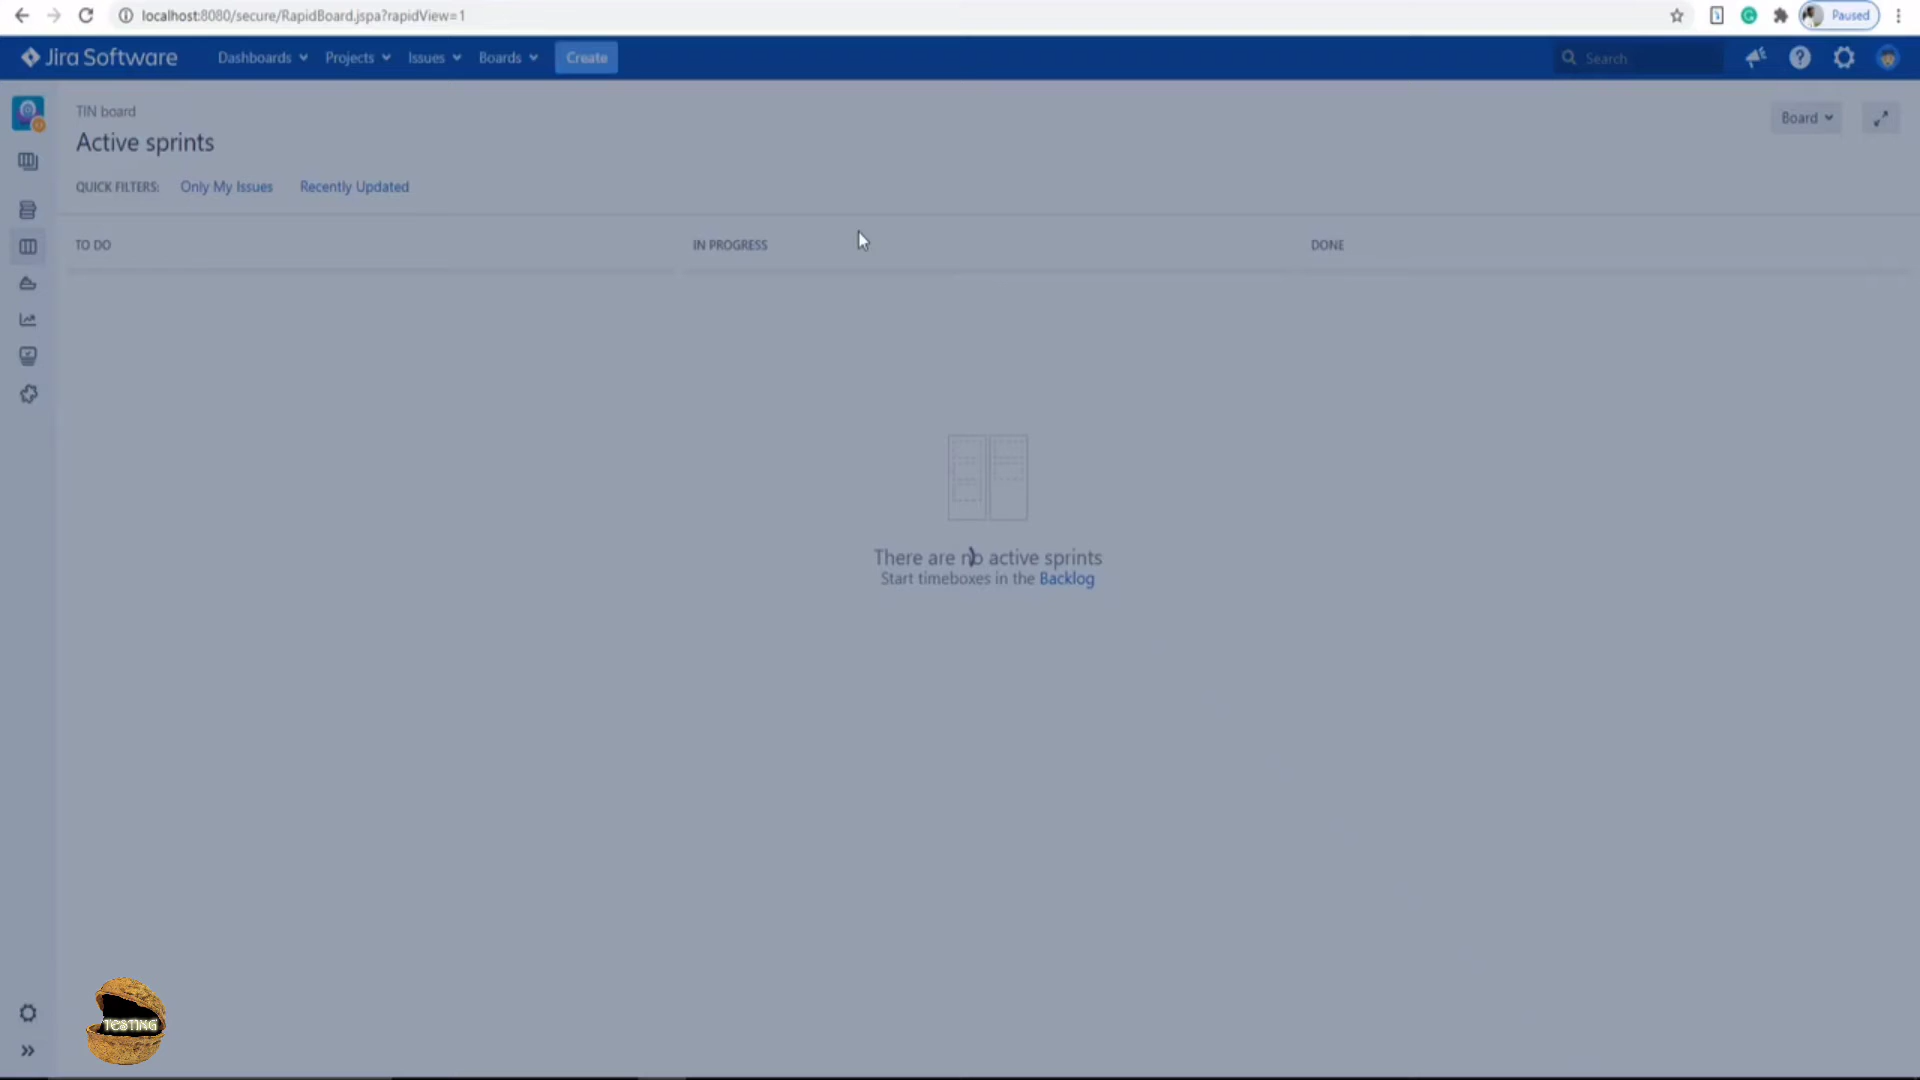 localhost:8080/secure/RapidBoard.jspa?rapidView=1
Paused
Jira Software
Dashboards
Projects
Issues
Boards
Create
Search
TIN board
Active sprints
Board
QUICK FILTERS:
Only My Issues
Recently Updated
TO DO
IN PROGRESS
DONE
There are no active sprints
Start timeboxes in the Backlog
TESTING